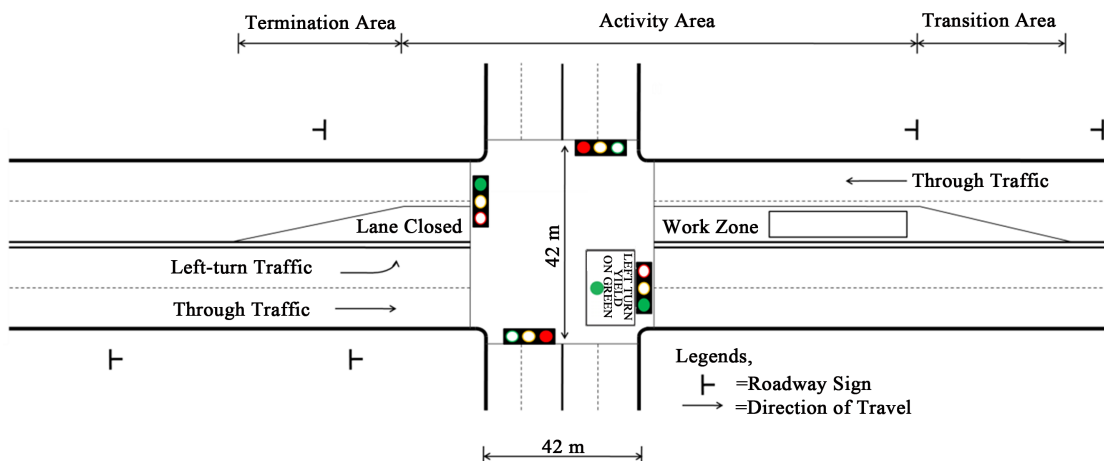 Termination Area
Activity Area
Transition Area
Through Traffic
Lane Closed
Work Zone
42 m
LEFT TURN
YIELD
ON GREEN
Left-turn Traffic
Through Traffic
Legends,
=Roadway Sign
=Direction of Travel
42 m